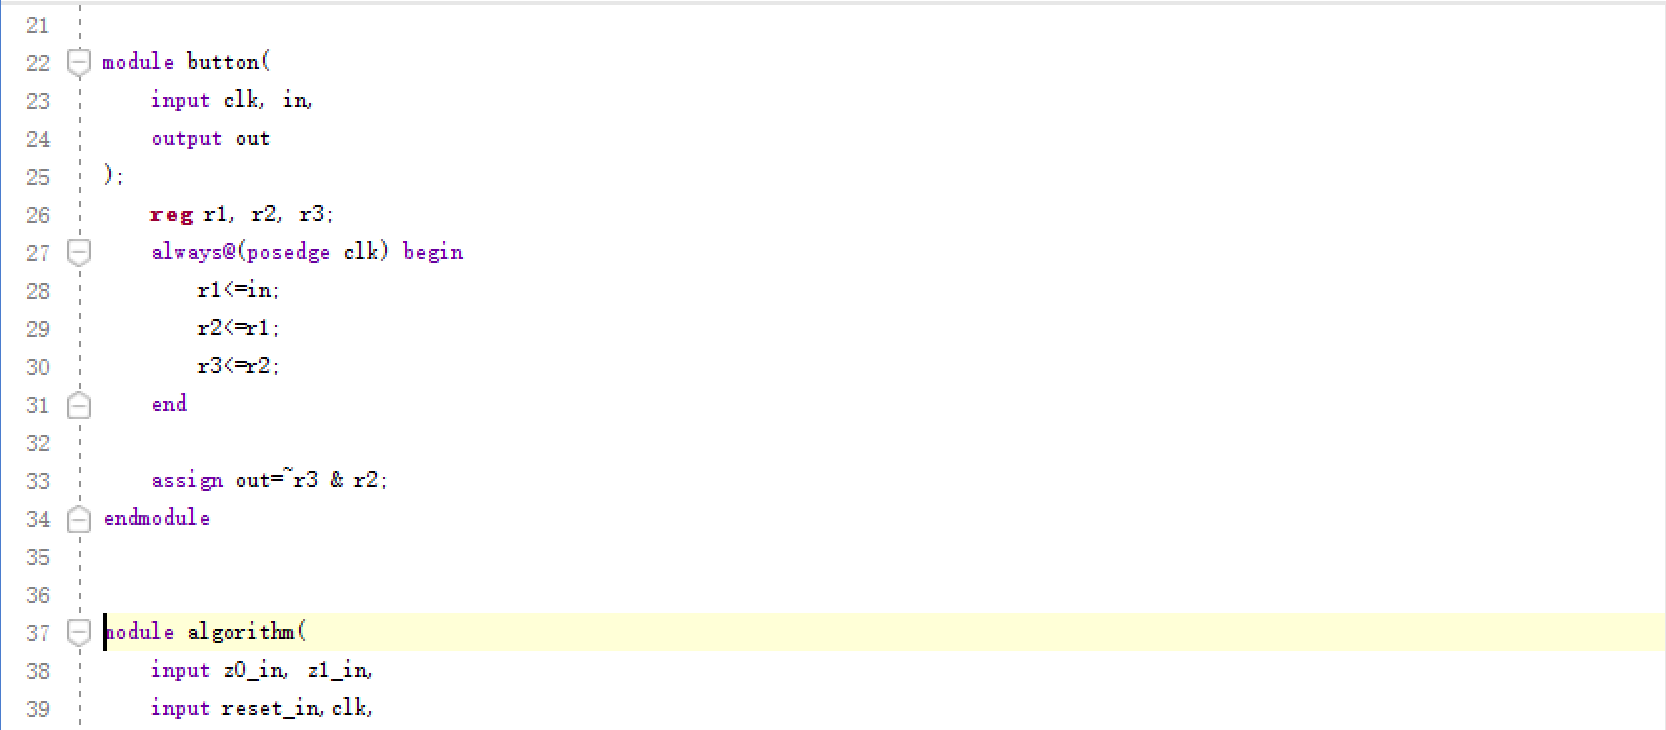 21
22 module button(
23 input clk, in,
24 output out
25 );
26 reg r1, r2, r3;
27 always@(posedge clk) begin
28 r1<=in;
29 r2<=r1;
30 r3<=r2;
31 end
32
33 assign out=~r3 & r2;
34 endmodule
35
36
37 module algorithm(
38 input z0_in, z1_in,
39 input reset_in,clk,